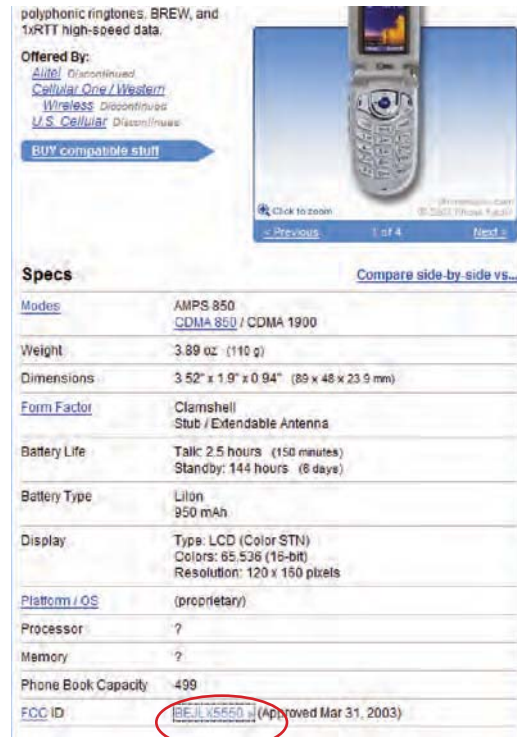 polyphonic ringtones. BREW, and
1xRTT high-speed data.
Offered By:
Alltel Discontinued
Cellular One / Western
Wireless Discontinued
U.S. Cellular Discontinued
BUY compatible stuff
Click to zoom
« Previous 1 of 4 Next »
Specs Compare side-by-side vs...
Modes AMPS 850
CDMA 850 / CDMA 1900
Weight 3.89 oz (110 g)
Dimensions 3.52" x 1.9" x 0.94" (89 x 48 x 23.9 mm)
Form Factor Clamshell
Stub / Extendable Antenna
Battery Life Talk: 2.5 hours (150 minutes)
Standby: 144 hours (6 days)
Battery Type LiIon
950 mAh
Display Type: LCD (Color STN)
Colors: 65,536 (16-bit)
Resolution: 120 x 160 pixels
Platform / OS (proprietary)
Processor ?
Memory ?
Phone Book Capacity 499
FCC ID BEJLX5550 » (Approved Mar 31, 2003)